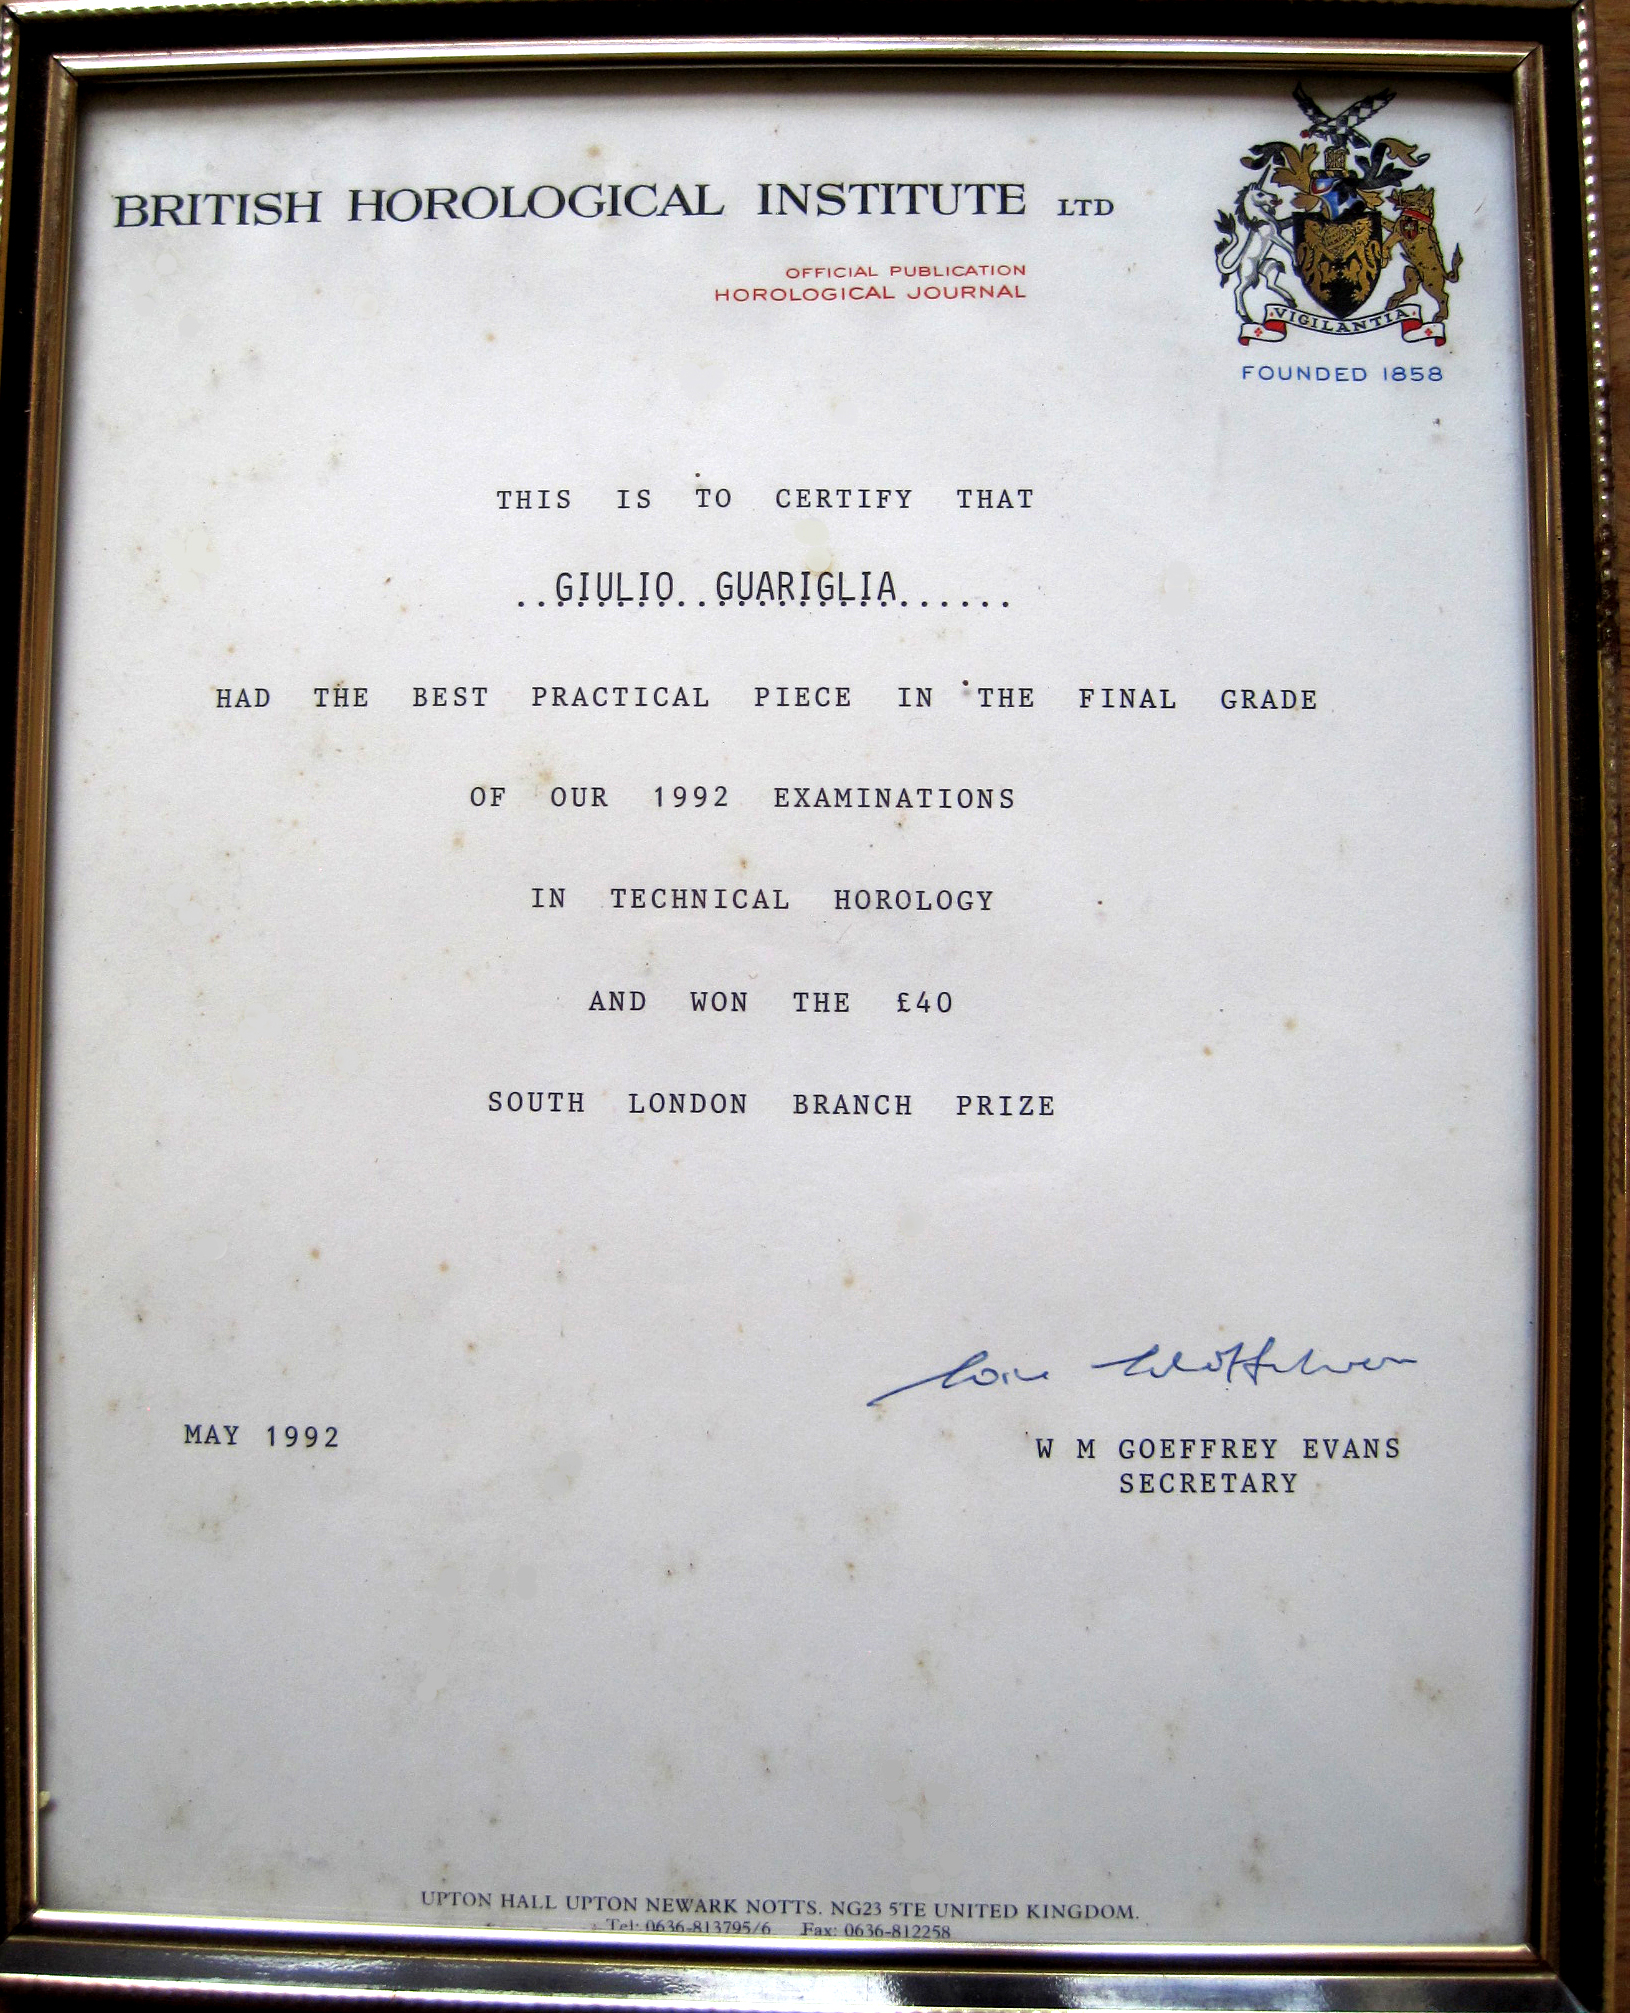 BRITISH HOROLOGICAL INSTITUTE LTD
OFFICIAL PUBLICATION
HOROLOGICAL JOURNAL
VIGILANTIA
FOUNDED 1858
THIS IS TO CERTIFY THAT
..GIULIO..GUARIGLIA......
HAD THE BEST PRACTICAL PIECE IN THE FINAL GRADE
OF OUR 1992 EXAMINATIONS
IN TECHNICAL HOROLOGY
AND WON THE £40
SOUTH LONDON BRANCH PRIZE
MAY 1992
W M GOEFFREY EVANS
SECRETARY
UPTON HALL UPTON NEWARK NOTTS. NG23 5TE UNITED KINGDOM.
Tel: 0636-813795/6 Fax: 0636-812258